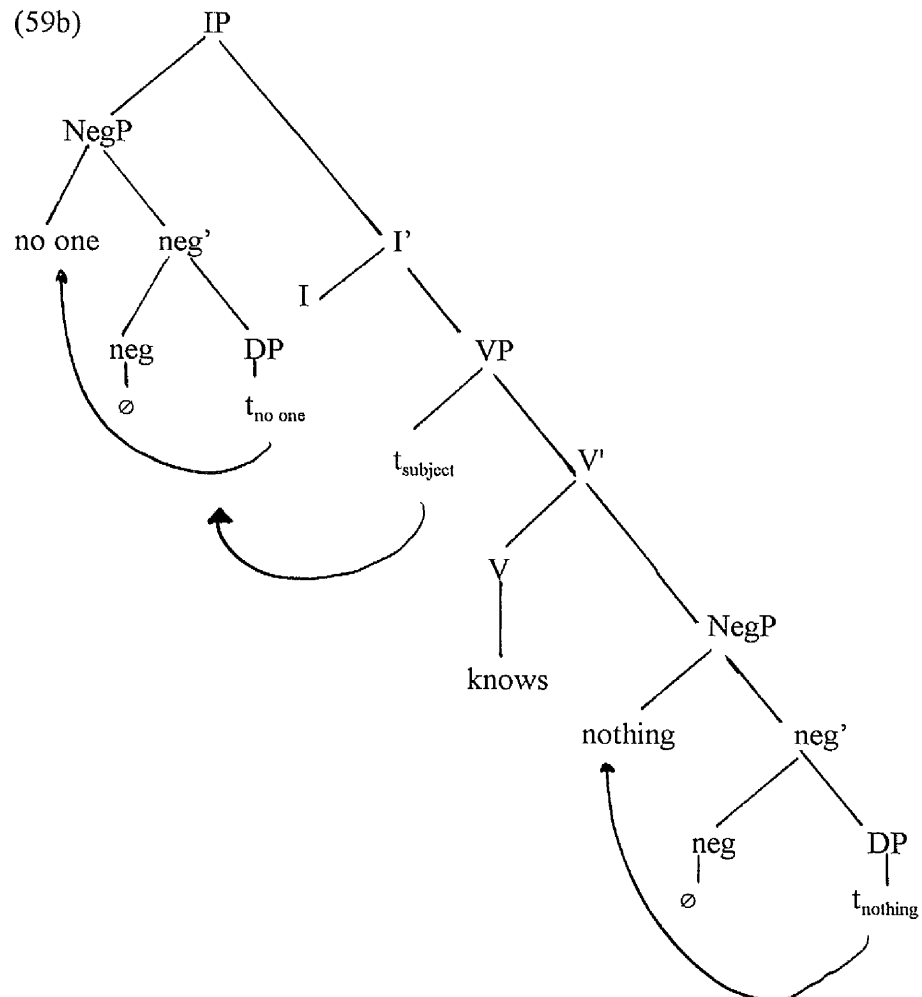 (59b)
IP
NegP
no one neg’ I’
I
neg DP VP
∅ t no one
t subject V'
V
NegP
knows
nothing neg’
neg DP
∅ t nothing